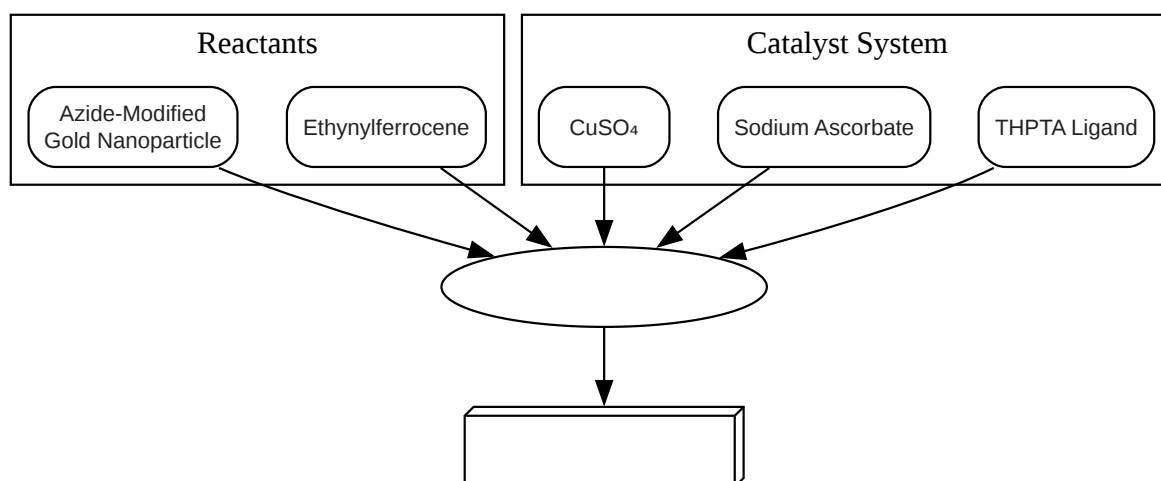 Reactants
Catalyst System
Azide-Modified
Gold Nanoparticle
Ethynylferrocene
CuSO₄
Sodium Ascorbate
THPTA Ligand